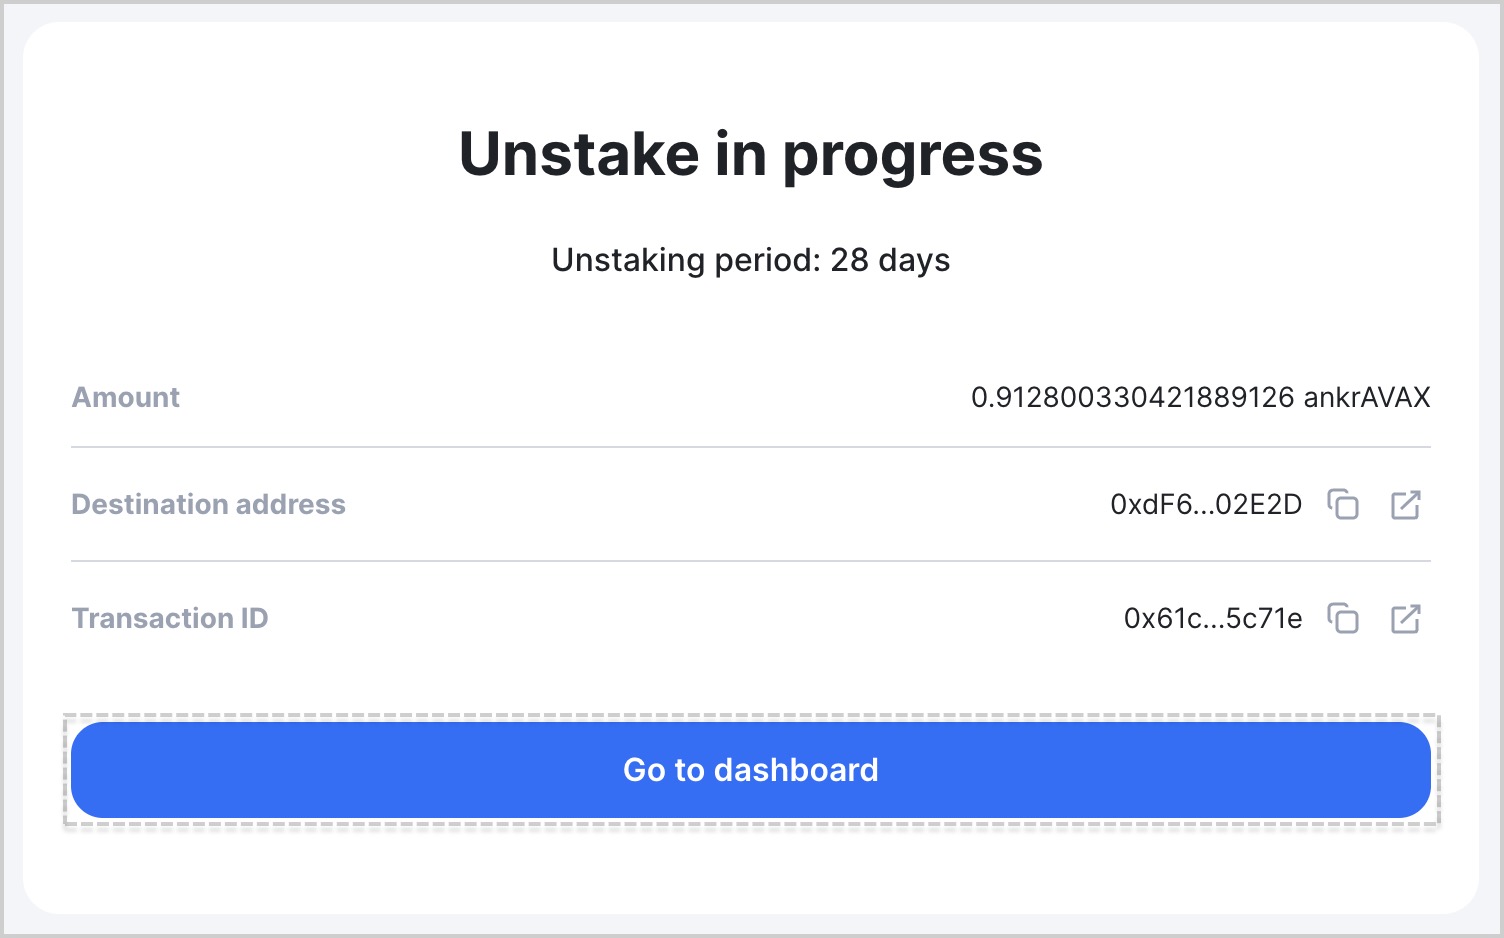 Unstake in progress
Unstaking period: 28 days
Amount 0.912800330421889126 ankrAVAX
Destination address 0xdF6...02E2D
Transaction ID 0x61c...5c71e
Go to dashboard